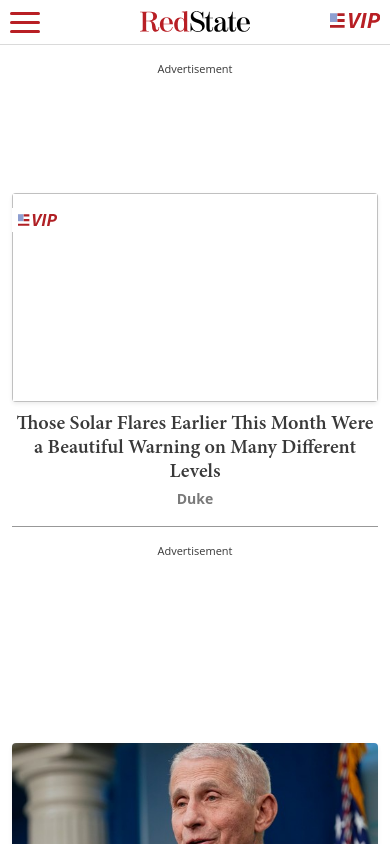 RedState
VIP
Advertisement
VIP
Those Solar Flares Earlier This Month Were
a Beautiful Warning on Many Different
Levels
Duke
Advertisement